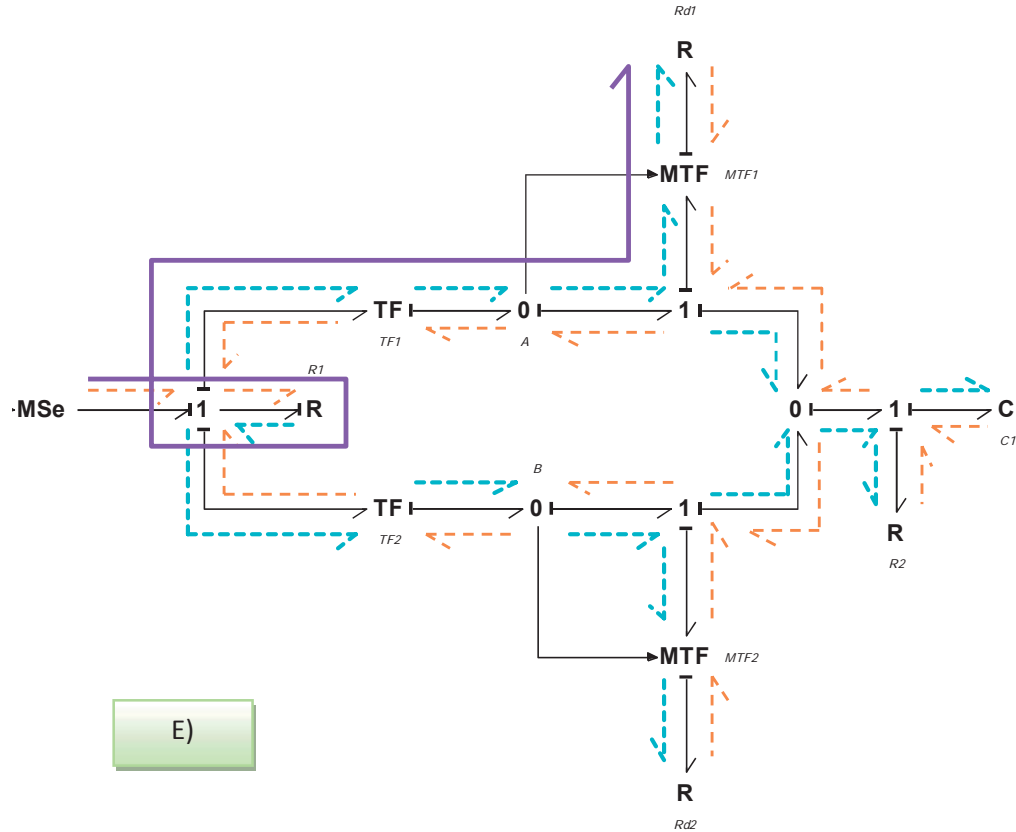 Rd1
R
MTF MTF1
TF 0 1
TF1 A
R1
MSe 1 R 0 1 C
C1
B
TF 0 1
TF2
R
R2
MTF MTF2
E)
R
Rd2